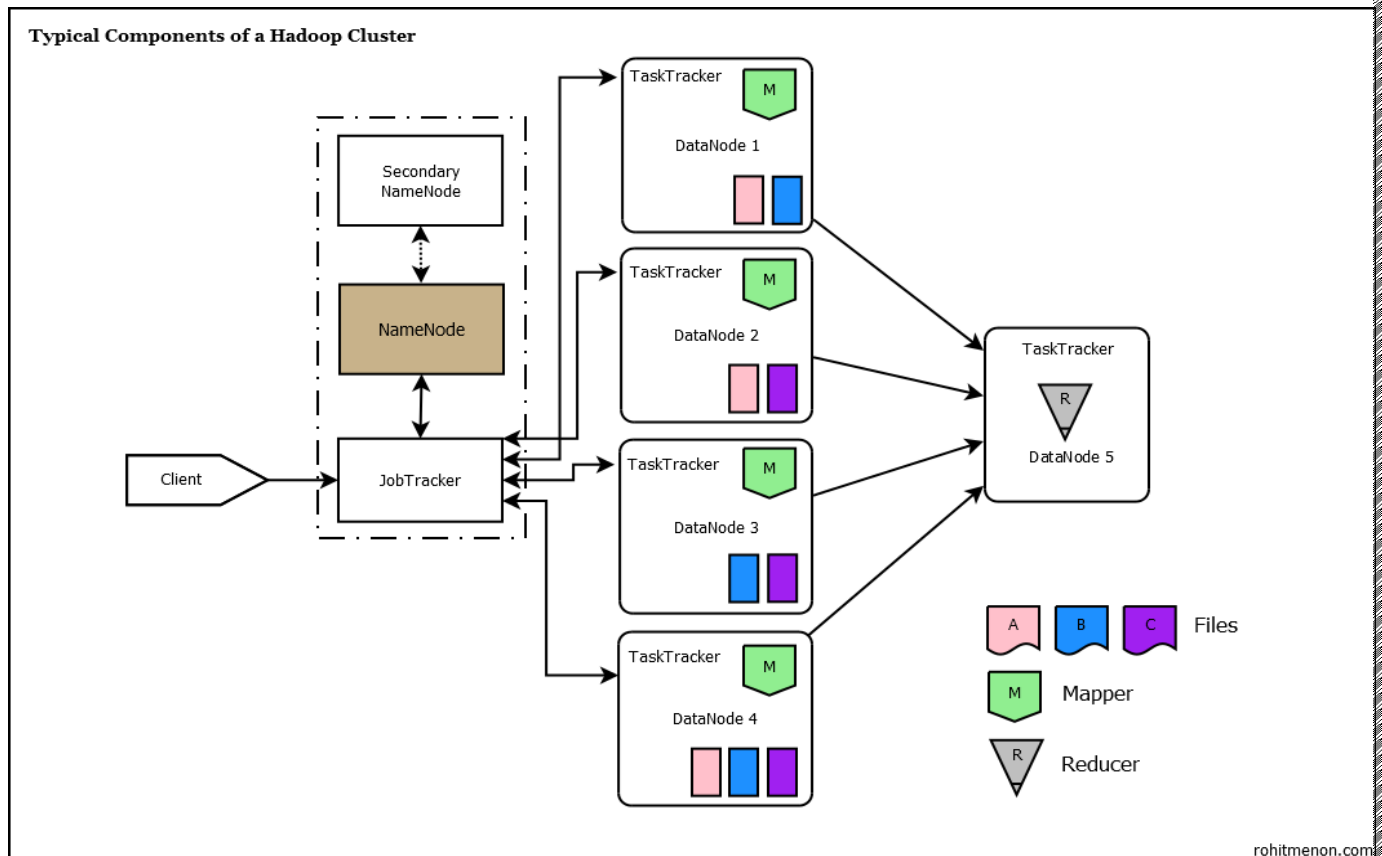 Typical Components of a Hadoop Cluster
Secondary
NameNode
NameNode
Client
JobTracker
TaskTracker
M
DataNode 1
TaskTracker
M
DataNode 2
TaskTracker
M
DataNode 3
TaskTracker
M
DataNode 4
TaskTracker
R
DataNode 5
A B C Files
M Mapper
R Reducer
rohitmenon.com